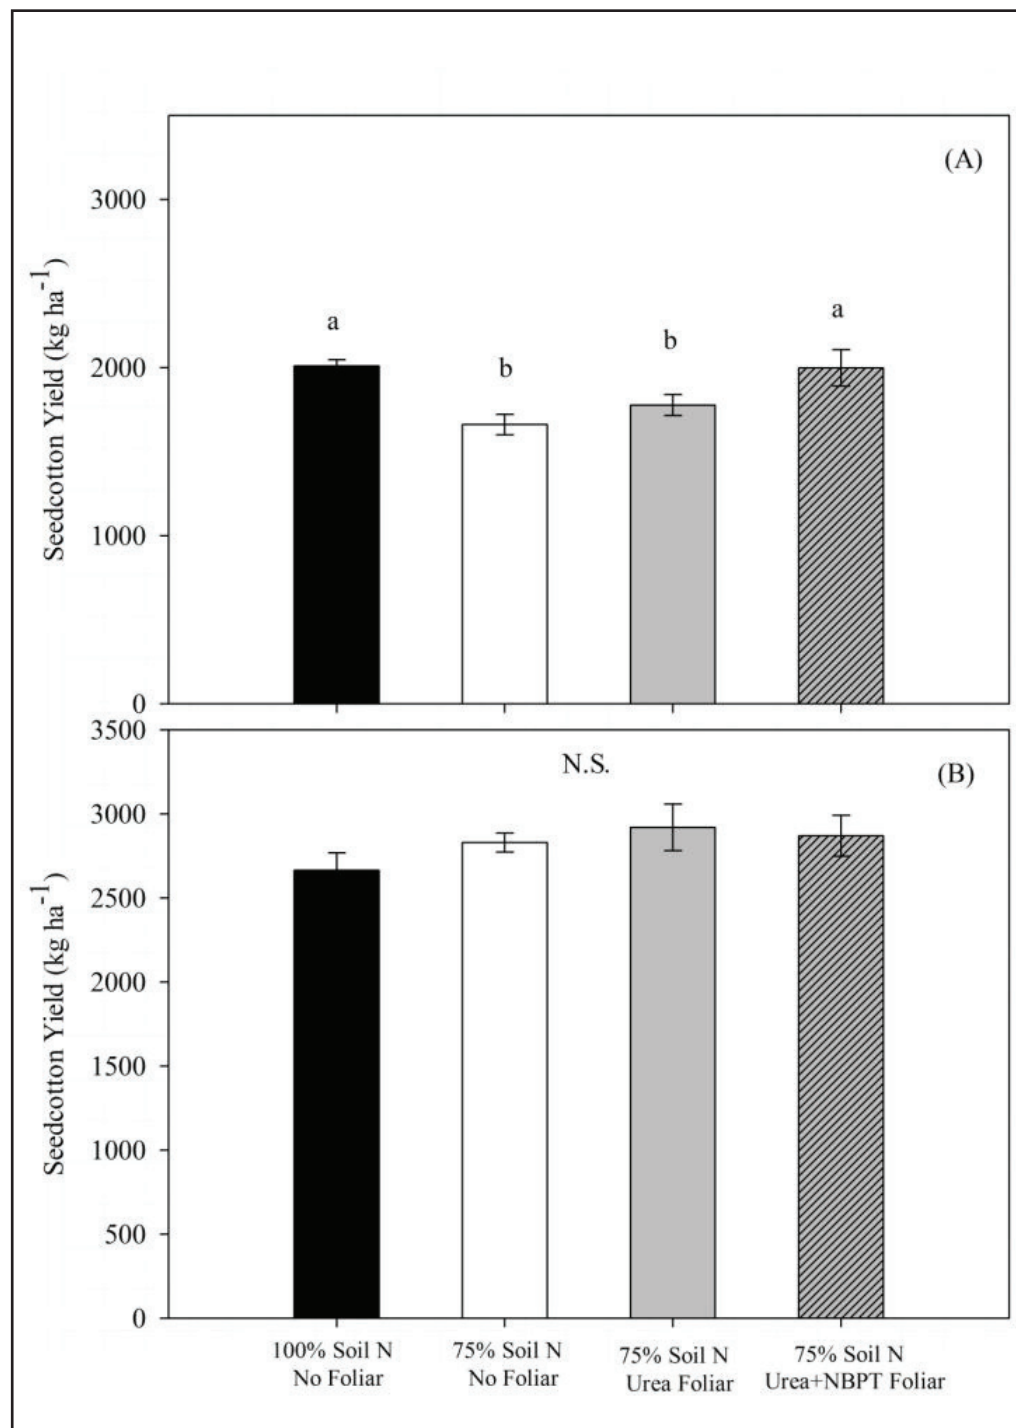 (A)
3000
2000
1000
0
Seedcotton Yield (kg ha⁻¹)
a
b
b
a
(B)
N.S.
3500
3000
2500
2000
1500
1000
500
0
Seedcotton Yield (kg ha⁻¹)
100% Soil N
No Foliar
75% Soil N
No Foliar
75% Soil N
Urea Foliar
75% Soil N
Urea+NBPT Foliar